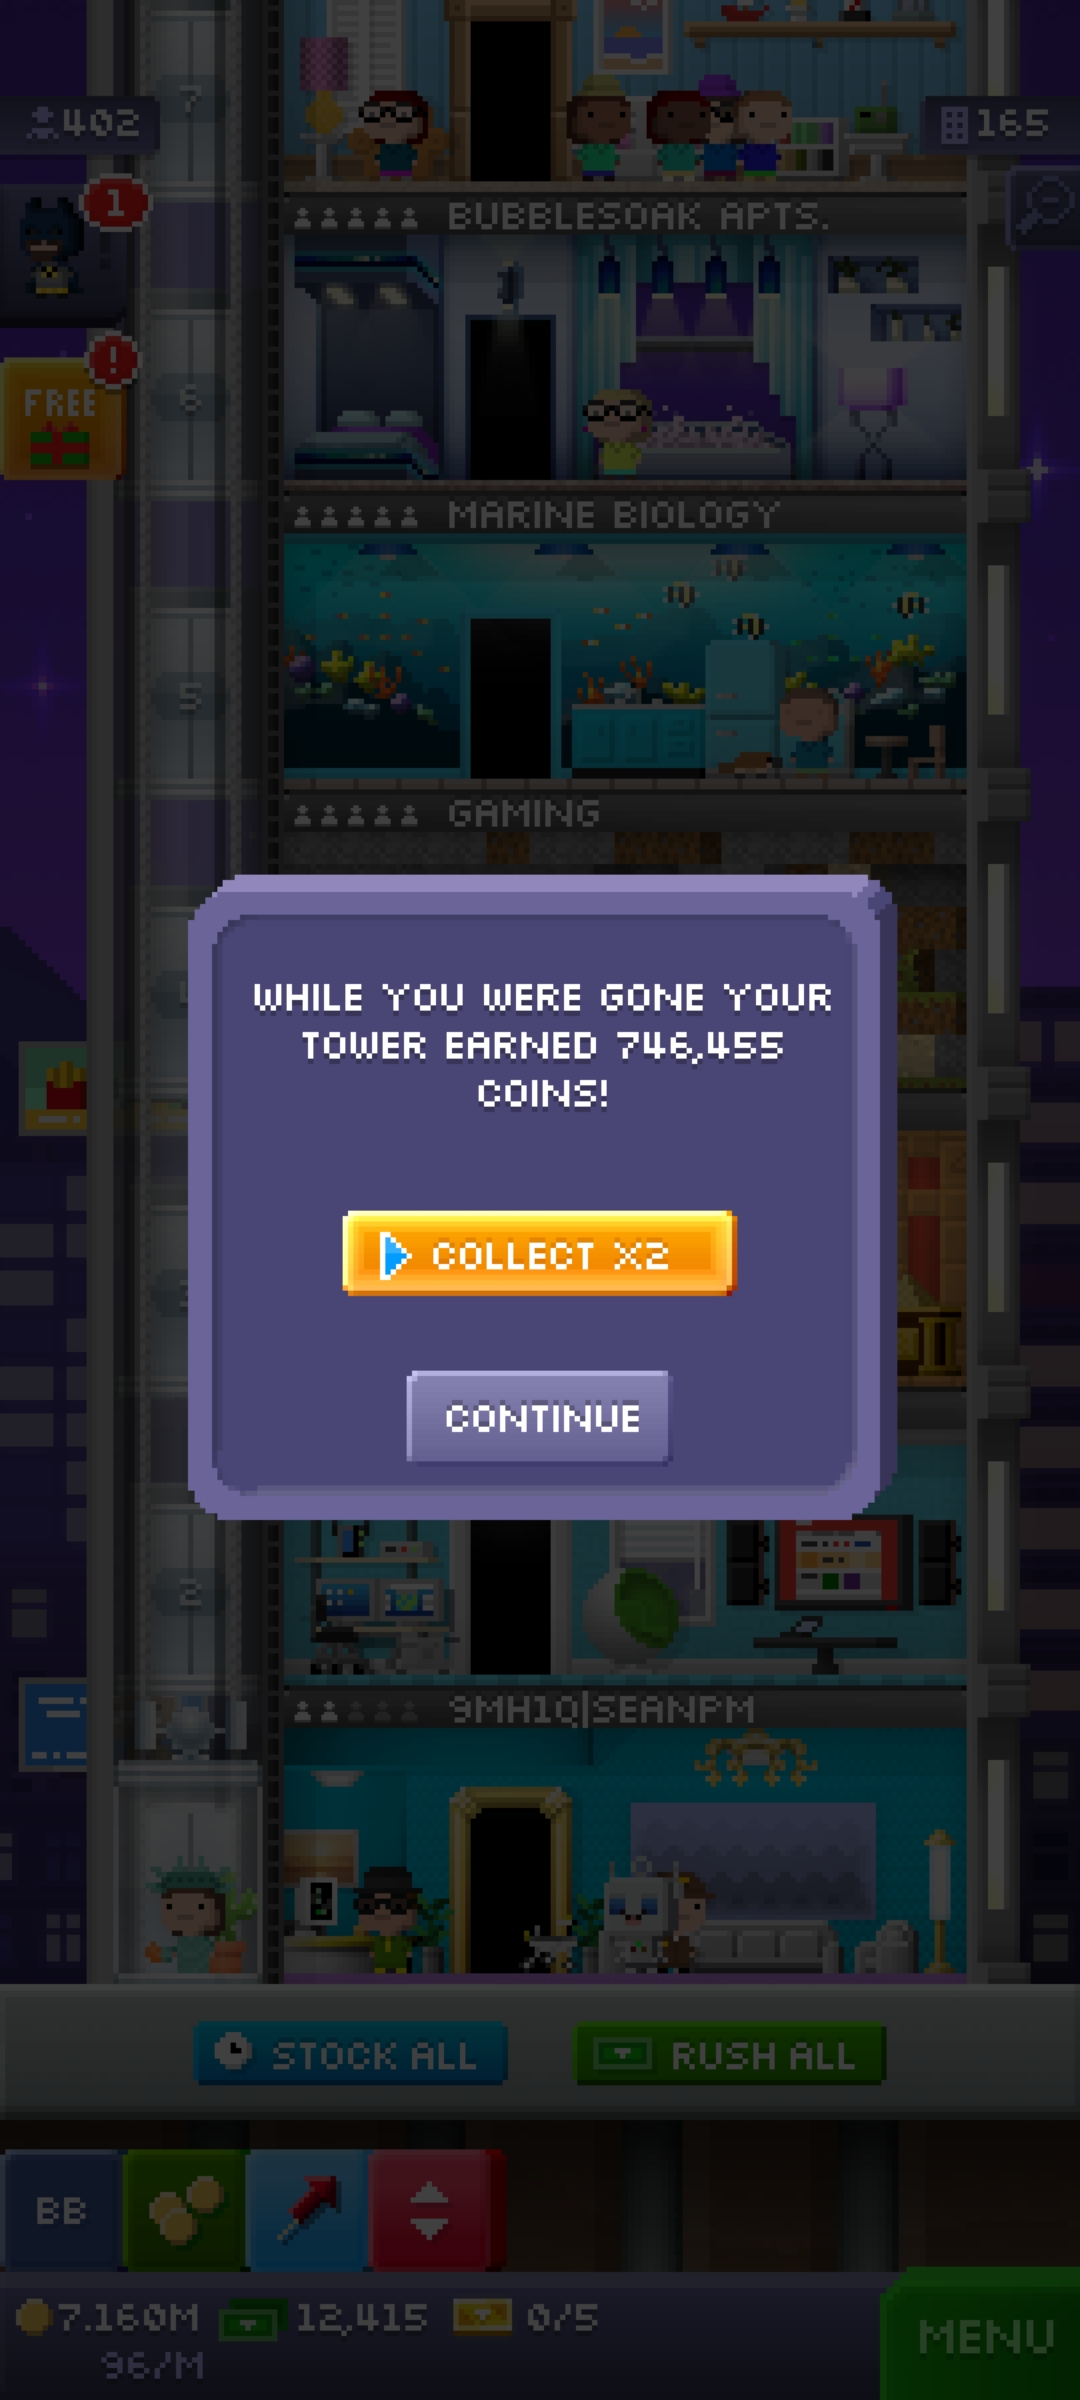 7
402
165
1
BUBBLESOAK APTS.
FREE
!
6
MARINE BIOLOGY
5
GAMING
WHILE YOU WERE GONE YOUR
TOWER EARNED 746,455
COINS!
COLLECT X2
CONTINUE
2
9MH1Q|SEANPM
STOCK ALL
RUSH ALL
BB
7.160M
12,415
0/5
96/M
MENU